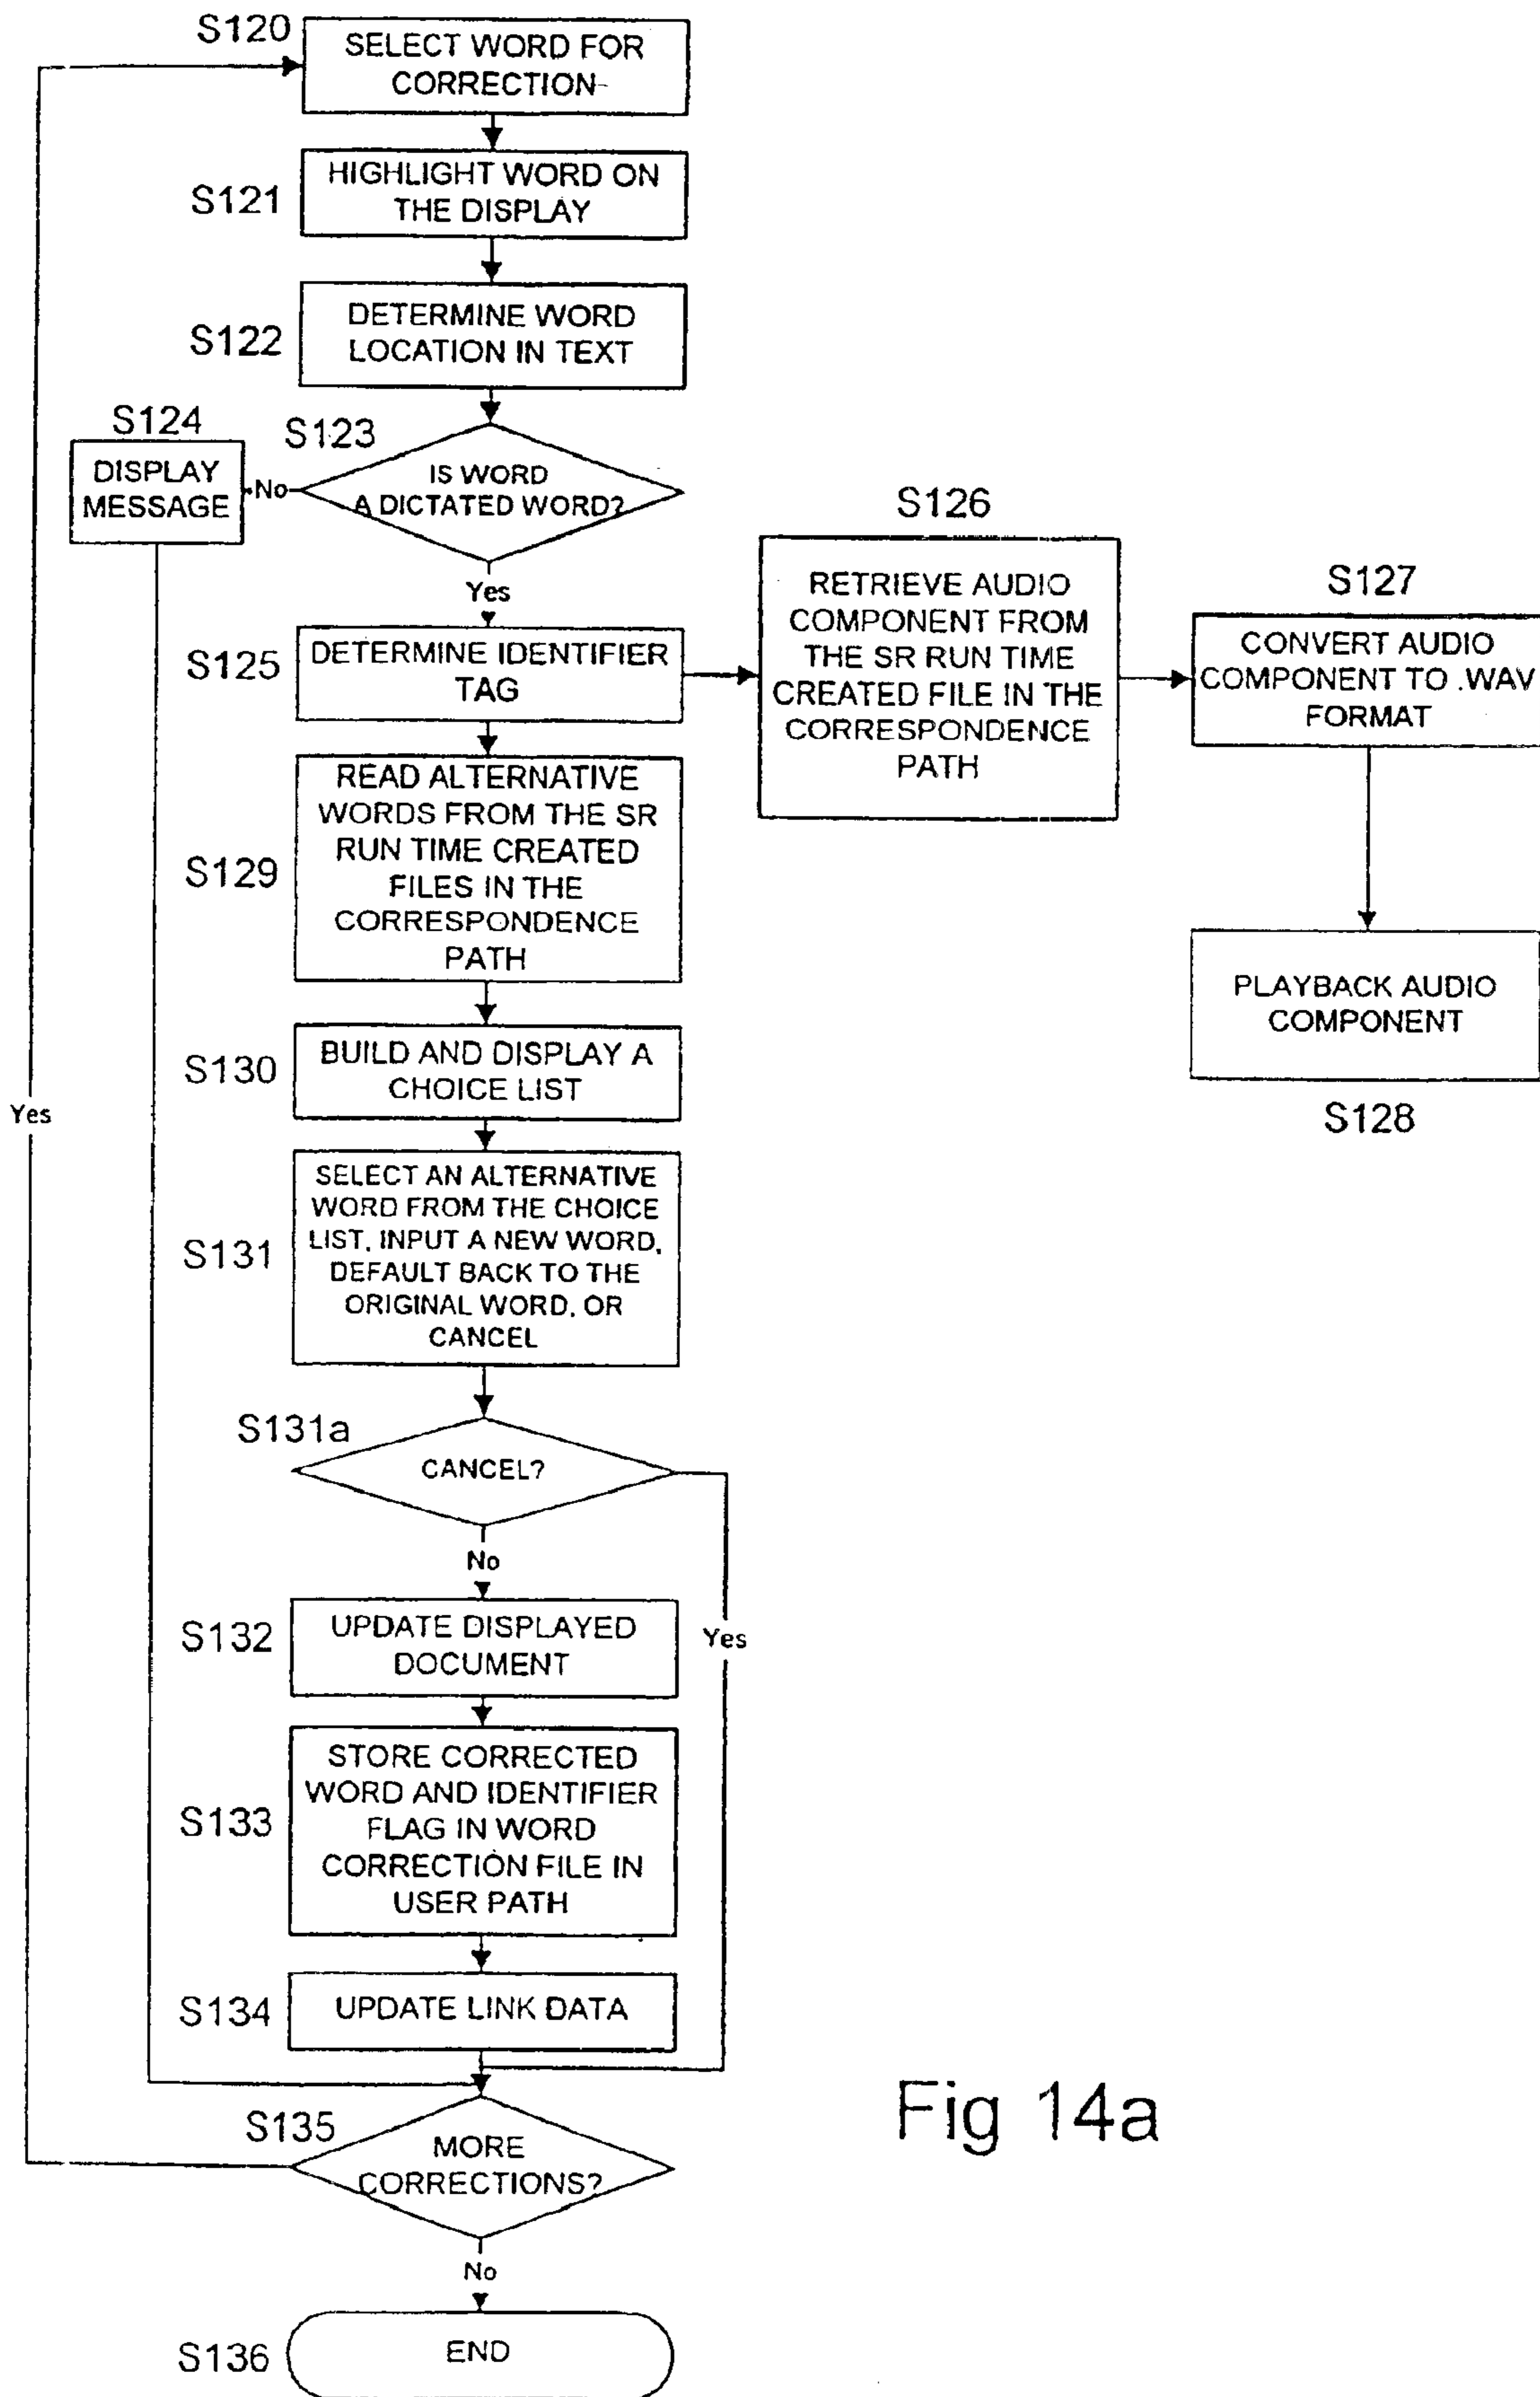 S120
SELECT WORD FOR
CORRECTION
S121
HIGHLIGHT WORD ON
THE DISPLAY
S122
DETERMINE WORD
LOCATION IN TEXT
S124
DISPLAY
MESSAGE
No
S123
IS WORD
A DICTATED WORD?
Yes
S125
DETERMINE IDENTIFIER
TAG
S126
RETRIEVE AUDIO
COMPONENT FROM
THE SR RUN TIME
CREATED FILE IN THE
CORRESPONDENCE
PATH
S127
CONVERT AUDIO
COMPONENT TO .WAV
FORMAT
PLAYBACK AUDIO
COMPONENT
S128
S129
READ ALTERNATIVE
WORDS FROM THE SR
RUN TIME CREATED
FILES IN THE
CORRESPONDENCE
PATH
S130
BUILD AND DISPLAY A
CHOICE LIST
Yes
S131
SELECT AN ALTERNATIVE
WORD FROM THE CHOICE
LIST, INPUT A NEW WORD,
DEFAULT BACK TO THE
ORIGINAL WORD, OR
CANCEL
S131a
CANCEL?
No
Yes
S132
UPDATE DISPLAYED
DOCUMENT
S133
STORE CORRECTED
WORD AND IDENTIFIER
FLAG IN WORD
CORRECTION FILE IN
USER PATH
S134
UPDATE LINK DATA
S135
MORE
CORRECTIONS?
No
S136
END
Fig 14a